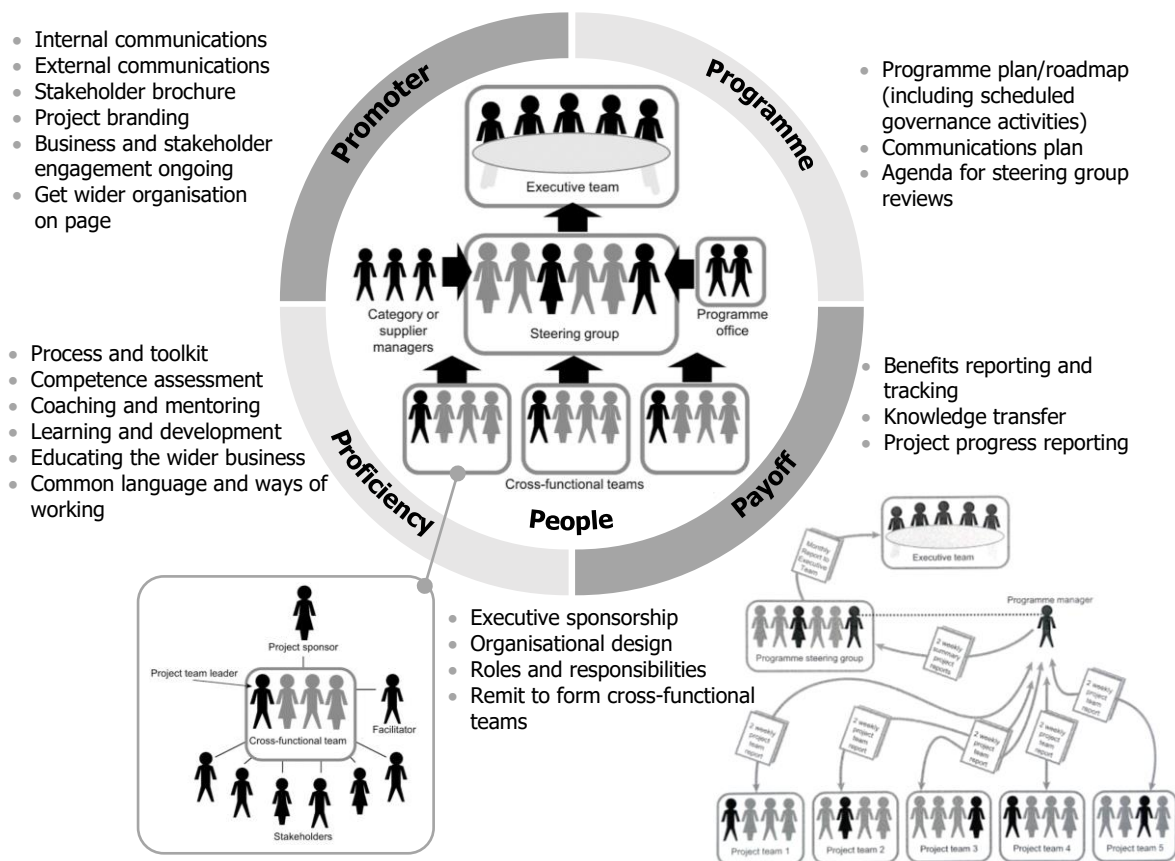 Internal communications
External communications
Stakeholder brochure
Project branding
Business and stakeholder
engagement ongoing
Get wider organisation
on page
Promoter
Programme
Programme plan/roadmap
(including scheduled
governance activities)
Communications plan
Agenda for steering group
reviews
Executive team
Category or
supplier
managers
Steering group
Programme
office
Cross-functional teams
Process and toolkit
Competence assessment
Coaching and mentoring
Learning and development
Educating the wider business
Common language and ways of
working
Proficiency
People
Payoff
Benefits reporting and
tracking
Knowledge transfer
Project progress reporting
Executive sponsorship
Organisational design
Roles and responsibilities
Remit to form cross-functional
teams
Project sponsor
Project team leader
Cross-functional team
Facilitator
Stakeholders
Monthly
Report to
Executive
Team
Executive team
Programme manager
Programme steering group
2 weekly
summary
project
reports
2 weekly
project
team
report
2 weekly
project
team
report
2 weekly
project
team
report
2 weekly
project
team
report
2 weekly
project
team
report
Project team 1
Project team 2
Project team 3
Project team 4
Project team 5